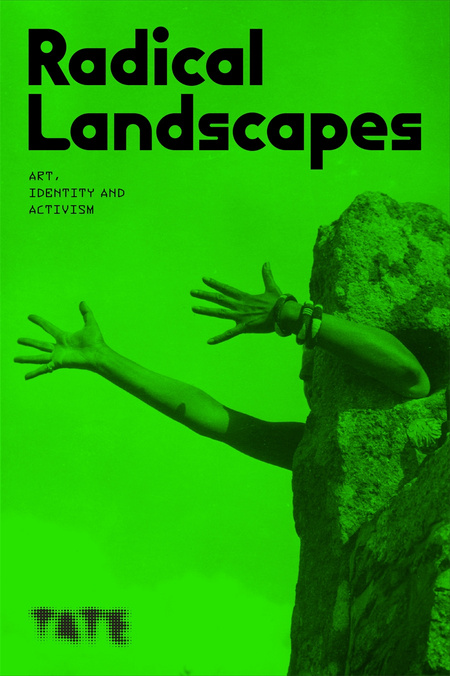 Radical
Landscapes
ART,
IDENTITY AND
ACTIVISM
TATE